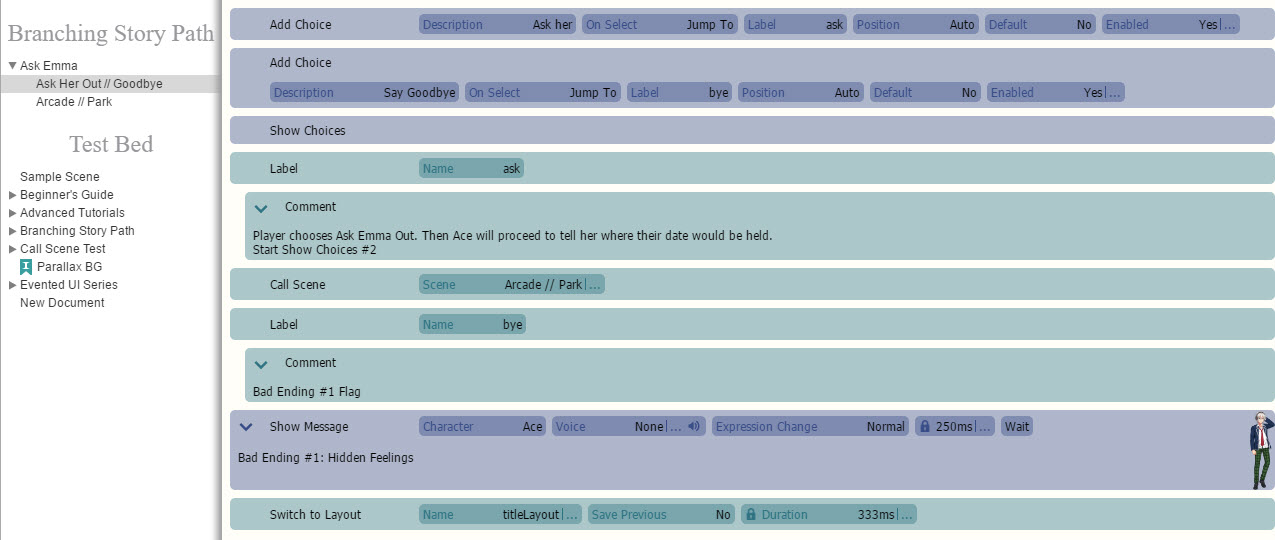 Branching Story Path
Ask Emma
Ask Her Out // Goodbye
Arcade // Park
Test Bed
Sample Scene
Beginner's Guide
Advanced Tutorials
Branching Story Path
Call Scene Test
Parallax BG
Evented UI Series
New Document
Add Choice Description Ask her On Select Jump To Label ask Position Auto Default No Enabled Yes|...
Add Choice
Description Say Goodbye On Select Jump To Label bye Position Auto Default No Enabled Yes|...
Show Choices
Label Name ask
Comment
Player chooses Ask Emma Out. Then Ace will proceed to tell her where their date would be held.
Start Show Choices #2
Call Scene Scene Arcade // Park|...
Label Name bye
Comment
Bad Ending #1 Flag
Show Message Character Ace Voice None|... Expression Change Normal 250ms|... Wait
Bad Ending #1: Hidden Feelings
Switch to Layout Name titleLayout|... Save Previous No Duration 333ms|...